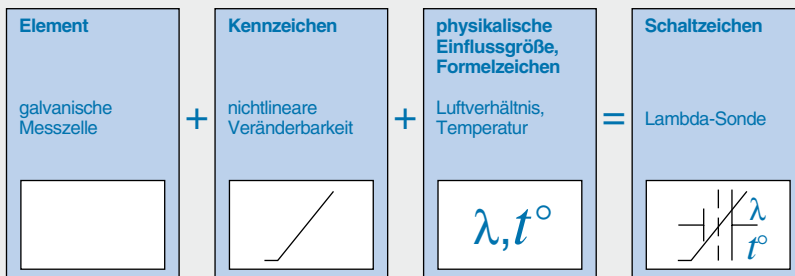 Element
galvanische
Messzelle
+
Kennzeichen
nichtlineare
Veränderbarkeit
+
physikalische
Einflussgröße,
Formelzeichen
Luftverhältnis,
Temperatur
λ,t°
=
Schaltzeichen
Lambda-Sonde
λ
t°